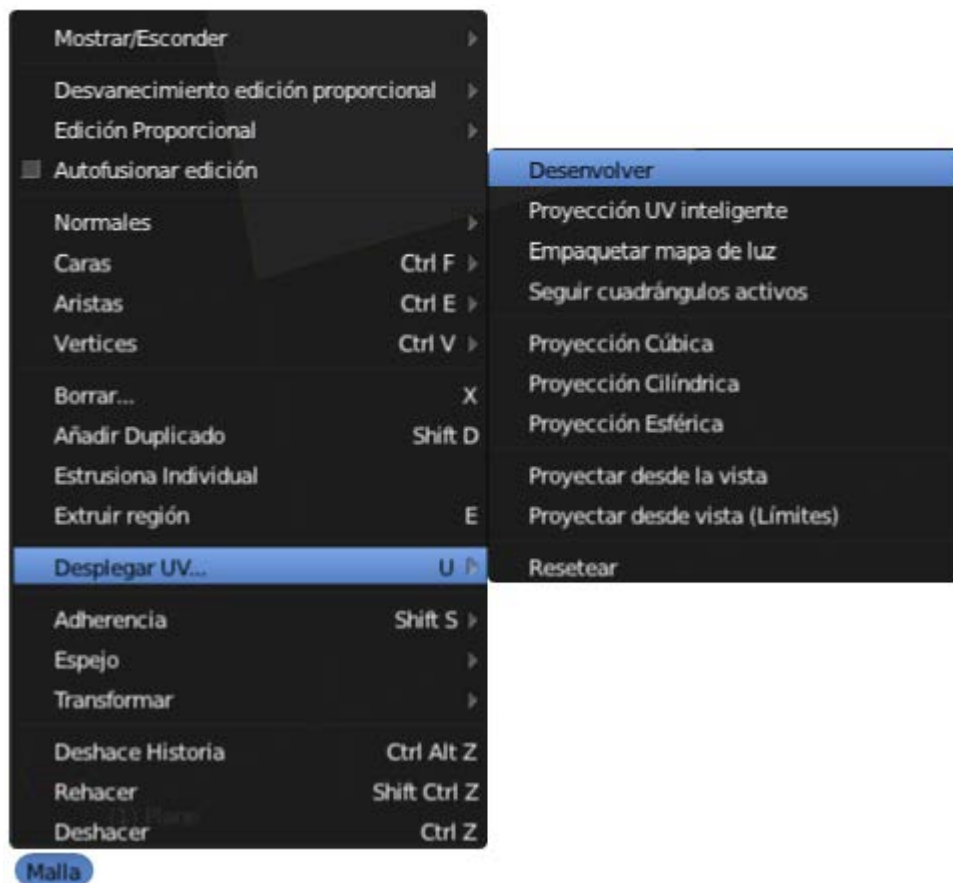 Mostrar/Esconder
Desvanecimiento edición proporcional
Edición Proporcional
Autofusionar edición
Normales
Caras Ctrl F
Aristas Ctrl E
Vertices Ctrl V
Borrar... X
Añadir Duplicado Shift D
Estrusiona Individual
Extruir región E
Desplegar UV... U
Adherencia Shift S
Espejo
Transformar
Deshace Historia Ctrl Alt Z
Rehacer Shift Ctrl Z
(1) Plane
Deshacer Ctrl Z
Malla
Desenvolver
Proyección UV inteligente
Empaquetar mapa de luz
Seguir cuadrángulos activos
Proyección Cúbica
Proyección Cilíndrica
Proyección Esférica
Proyectar desde la vista
Proyectar desde vista (Límites)
Resetear